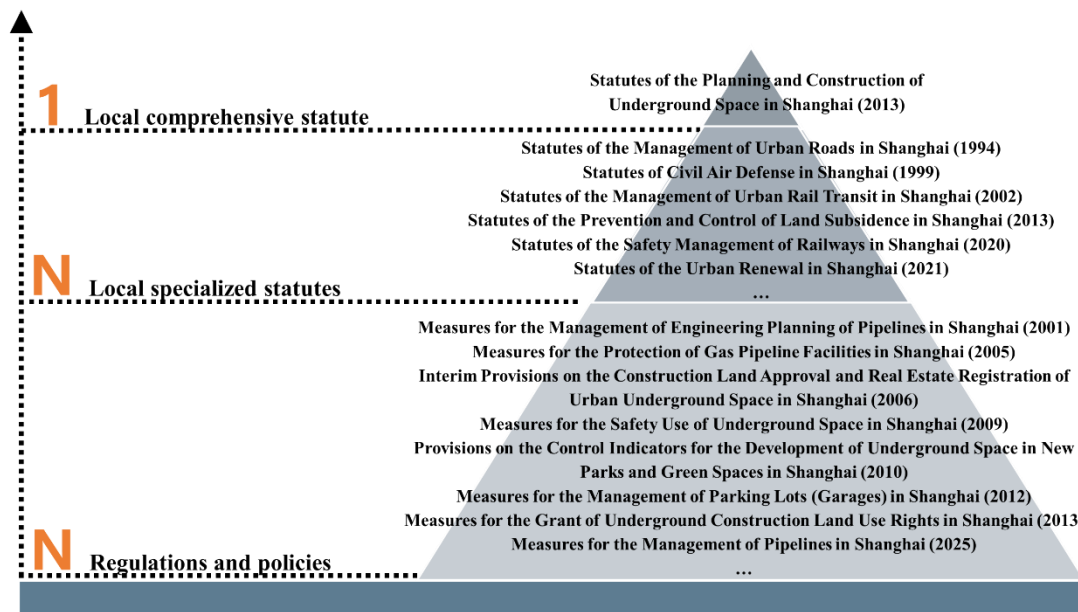 Statutes of the Planning and Construction of
Underground Space in Shanghai (2013)
1 Local comprehensive statute
Statutes of the Management of Urban Roads in Shanghai (1994)
Statutes of Civil Air Defense in Shanghai (1999)
Statutes of the Management of Urban Rail Transit in Shanghai (2002)
Statutes of the Prevention and Control of Land Subsidence in Shanghai (2013)
Statutes of the Safety Management of Railways in Shanghai (2020)
Statutes of the Urban Renewal in Shanghai (2021)
...
N Local specialized statutes
Measures for the Management of Engineering Planning of Pipelines in Shanghai (2001)
Measures for the Protection of Gas Pipeline Facilities in Shanghai (2005)
Interim Provisions on the Construction Land Approval and Real Estate Registration of
Urban Underground Space in Shanghai (2006)
Measures for the Safety Use of Underground Space in Shanghai (2009)
Provisions on the Control Indicators for the Development of Underground Space in New
Parks and Green Spaces in Shanghai (2010)
Measures for the Management of Parking Lots (Garages) in Shanghai (2012)
Measures for the Grant of Underground Construction Land Use Rights in Shanghai (2013
Measures for the Management of Pipelines in Shanghai (2025)
...
N Regulations and policies